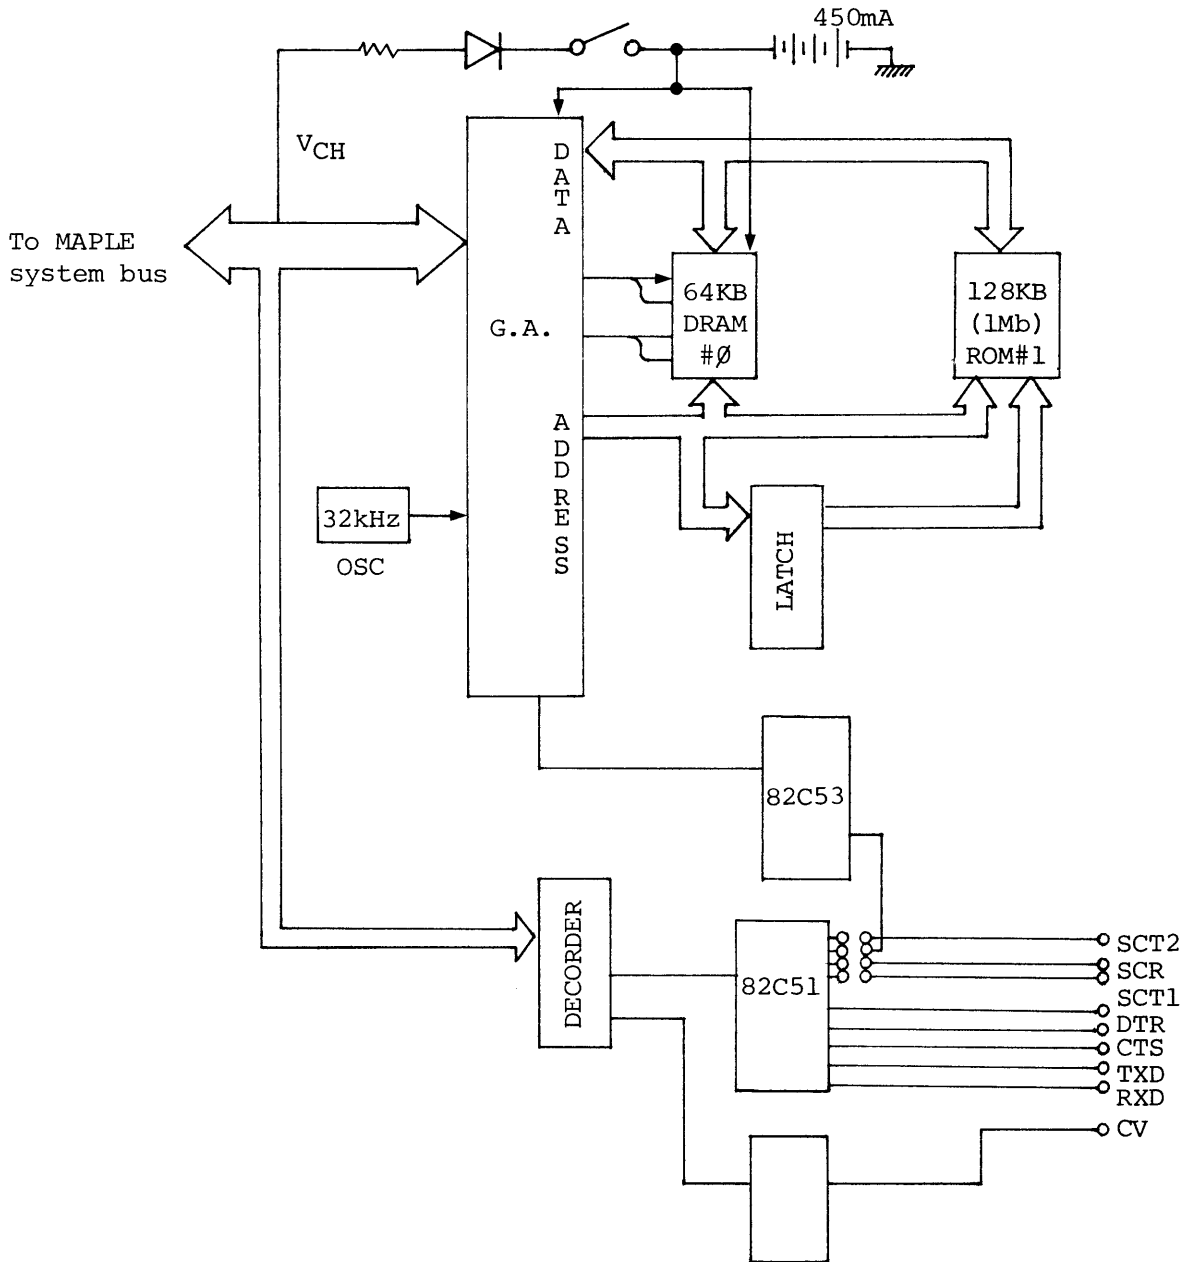 450mA
VCH
DATA
To MAPLE
system bus
64KB
DRAM
#Ø
128KB
(1Mb)
ROM#1
G.A.
ADDRESS
32kHz
OSC
LATCH
82C53
DECORDER
82C51
SCT2
SCR
SCT1
DTR
CTS
TXD
RXD
CV